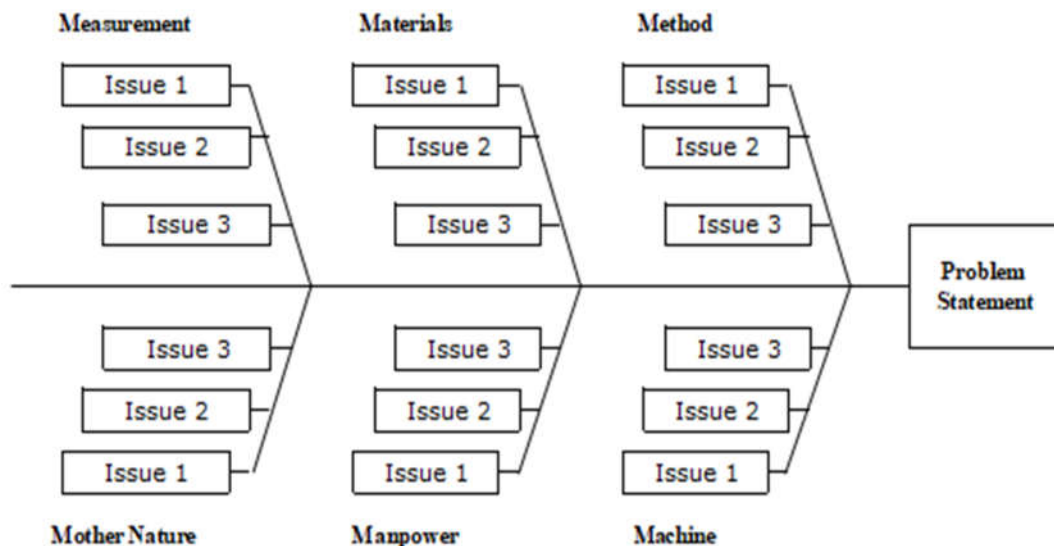 Measurement Materials Method
Issue 1 Issue 1 Issue 1
Issue 2 Issue 2 Issue 2
Issue 3 Issue 3 Issue 3
Problem
Statement
Issue 3 Issue 3 Issue 3
Issue 2 Issue 2 Issue 2
Issue 1 Issue 1 Issue 1
Mother Nature Manpower Machine